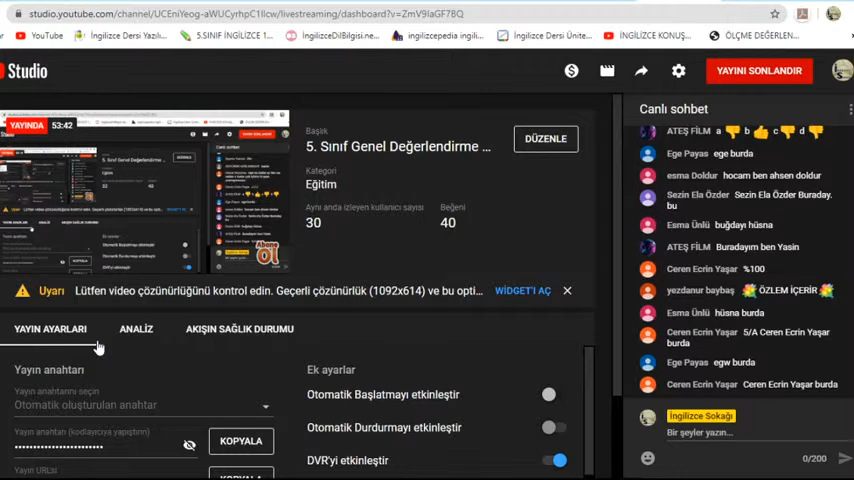 studio.youtube.com/channel/UCEniYeog-aWUCyrhpC1Ilcw/livestreaming/dashboard?v=ZmV9IaGF78Q
YouTube
İngilizce Dersi Video...
5.SINIF İNGİLİZCE 1...
İngilizceDilBilgisi.ne...
ingilizcepedia ingili...
İngilizce Dersi Ünite...
İNGİLİZCE KONUŞ...
ÖLÇME DEĞERLEN...
Studio
YAYINI SONLANDIR
YAYINDA 53:42
Başlık
5. Sınıf Genel Değerlendirme ...
DÜZENLE
Kategori
Eğitim
Aynı anda izleyen kullanıcı sayısı
Beğeni
30
40
Abone
Ol
Uyarı
Lütfen video çözünürlüğünü kontrol edin. Geçerli çözünürlük (1092x614) ve bu opti...
WIDGET'I AÇ
YAYIN AYARLARI
ANALİZ
AKIŞIN SAĞLIK DURUMU
Yayın anahtarı
Yayın anahtarını seçin
Otomatik oluşturulan anahtar
Yayın anahtarı (kodlayıcıya yapıştırın)
KOPYALA
Yayın URL'si
KOPYALA
Ek ayarlar
Otomatik Başlatmayı etkinleştir
Otomatik Durdurmayı etkinleştir
DVR'yi etkinleştir
Canlı sohbet
ATEŞ FİLM a 👎 b 👍 c 👎 d 👎
Ege Payas ege burda
esma Doldur hocam ben ahsen doldur
Sezin Ela Özder Sezin Ela Özder Buraday.
bu
Esma Ünlü buğdayı hüsna
ATEŞ FİLM Buradayım ben Yasin
Ceren Ecrin Yaşar %100
yezdanur baybaş 💐 ÖZLEM İÇERİR 💐
Esma Ünlü hüsna burda
Ceren Ecrin Yaşar 5/A Ceren Ecrin Yaşar
burda
Ege Payas egw burda
Ceren Ecrin Yaşar Ceren Ecrin Yaşar burda
İngilizce Sokağı
Bir şeyler yazın...
0/200